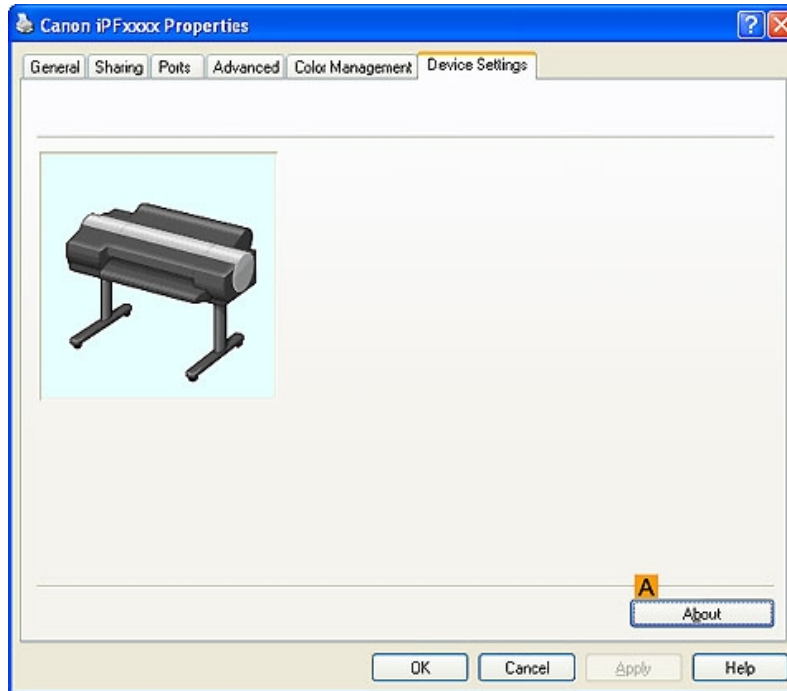 Canon iPFxxxx Properties
General Sharing Ports Advanced Color Management Device Settings
A
About
OK Cancel Apply Help